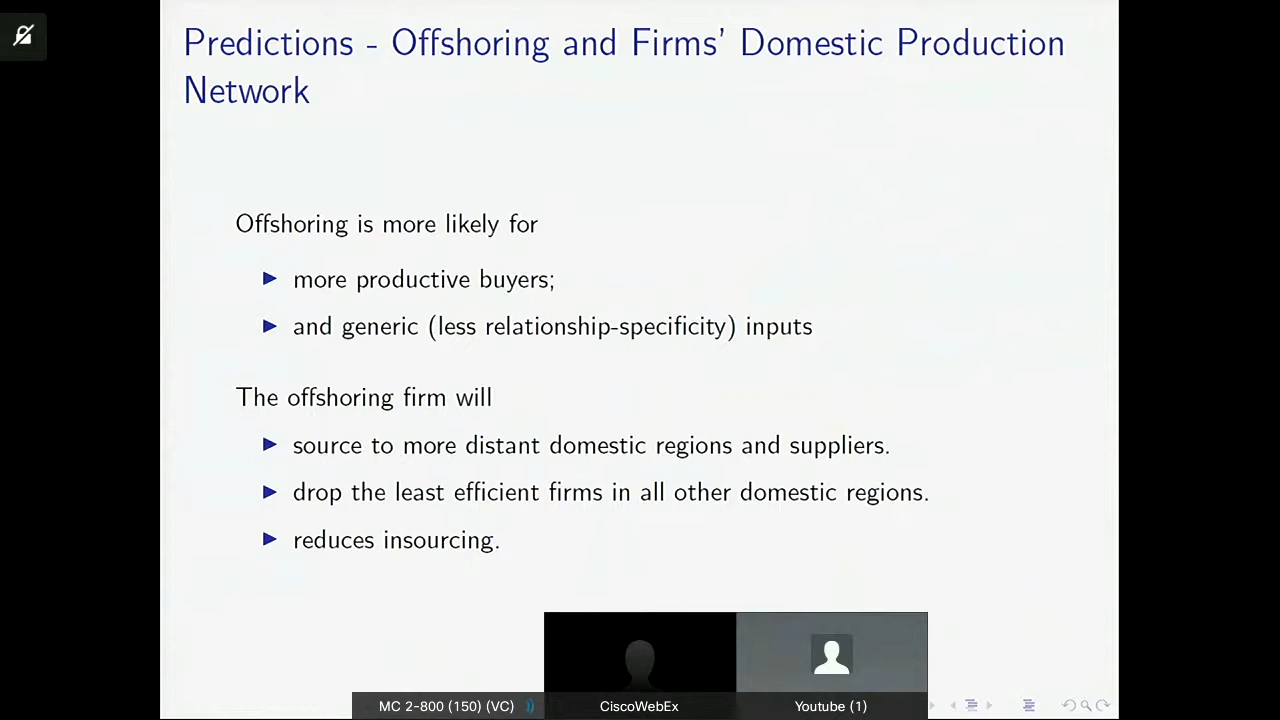 Predictions - Offshoring and Firms' Domestic Production
Network
Offshoring is more likely for
more productive buyers;
and generic (less relationship-specificity) inputs
The offshoring firm will
source to more distant domestic regions and suppliers.
drop the least efficient firms in all other domestic regions.
reduces insourcing.
MC 2-800 (150) (VC)
CiscoWebEx
Youtube (1)